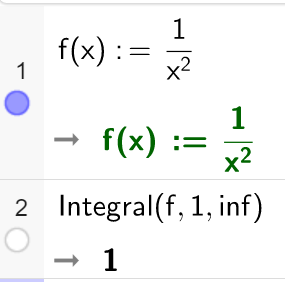 1
f(x) := 1/x²
→ f(x) := 1/x²
2
Integral(f, 1, inf)
→ 1